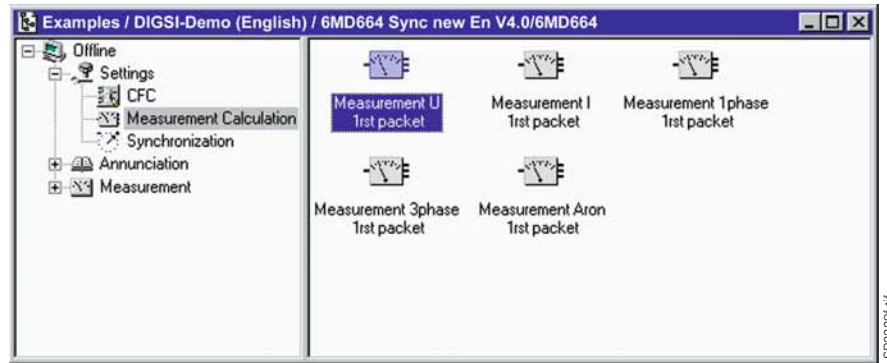 Examples / DIGSI-Demo (English) / 6MD664 Sync new En V4.0/6MD664
Offline
Settings
CFC
Measurement Calculation
Synchronization
Annunciation
Measurement
Measurement U
1rst packet
Measurement I
1rst packet
Measurement 1phase
1rst packet
Measurement 3phase
1rst packet
Measurement Aron
1rst packet